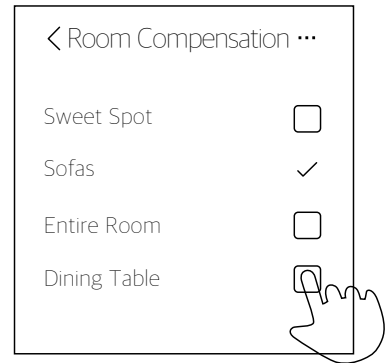 Room Compensation ...
Sweet Spot
Sofas
Entire Room
Dining Table